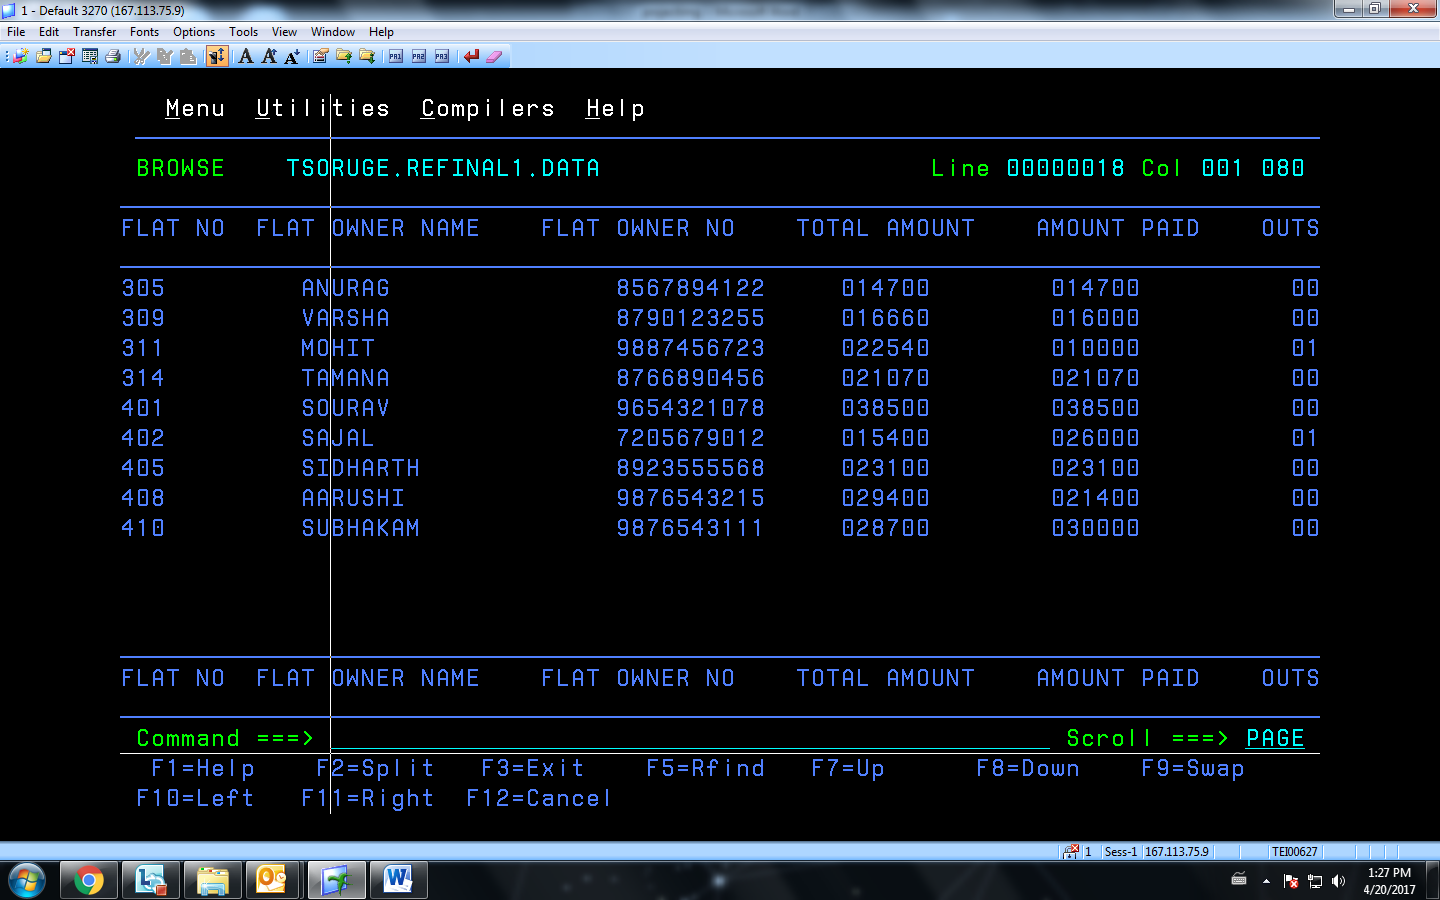 1 - Default 3270 (167.113.75.9)
File Edit Transfer Fonts Options Tools View Window Help
A A A PA1 PA2 PA3
Menu Utilities Compilers Help
BROWSE TSORUGE.REFINAL1.DATA Line 00000018 Col 001 080
FLAT NO FLAT OWNER NAME FLAT OWNER NO TOTAL AMOUNT AMOUNT PAID OUTS
305 ANURAG 8567894122 014700 014700 00
309 VARSHA 8790123255 016660 016000 00
311 MOHIT 9887456723 022540 010000 01
314 TAMANA 8766890456 021070 021070 00
401 SOURAV 9654321078 038500 038500 00
402 SAJAL 7205679012 015400 026000 01
405 SIDHARTH 8923555568 023100 023100 00
408 AARUSHI 9876543215 029400 021400 00
410 SUBHAKAM 9876543111 028700 030000 00
FLAT NO FLAT OWNER NAME FLAT OWNER NO TOTAL AMOUNT AMOUNT PAID OUTS
Command ===> Scroll ===> PAGE
F1=Help F2=Split F3=Exit F5=Rfind F7=Up F8=Down F9=Swap
F10=Left F11=Right F12=Cancel
1 Sess-1 167.113.75.9 TEI00627
1:27 PM
4/20/2017